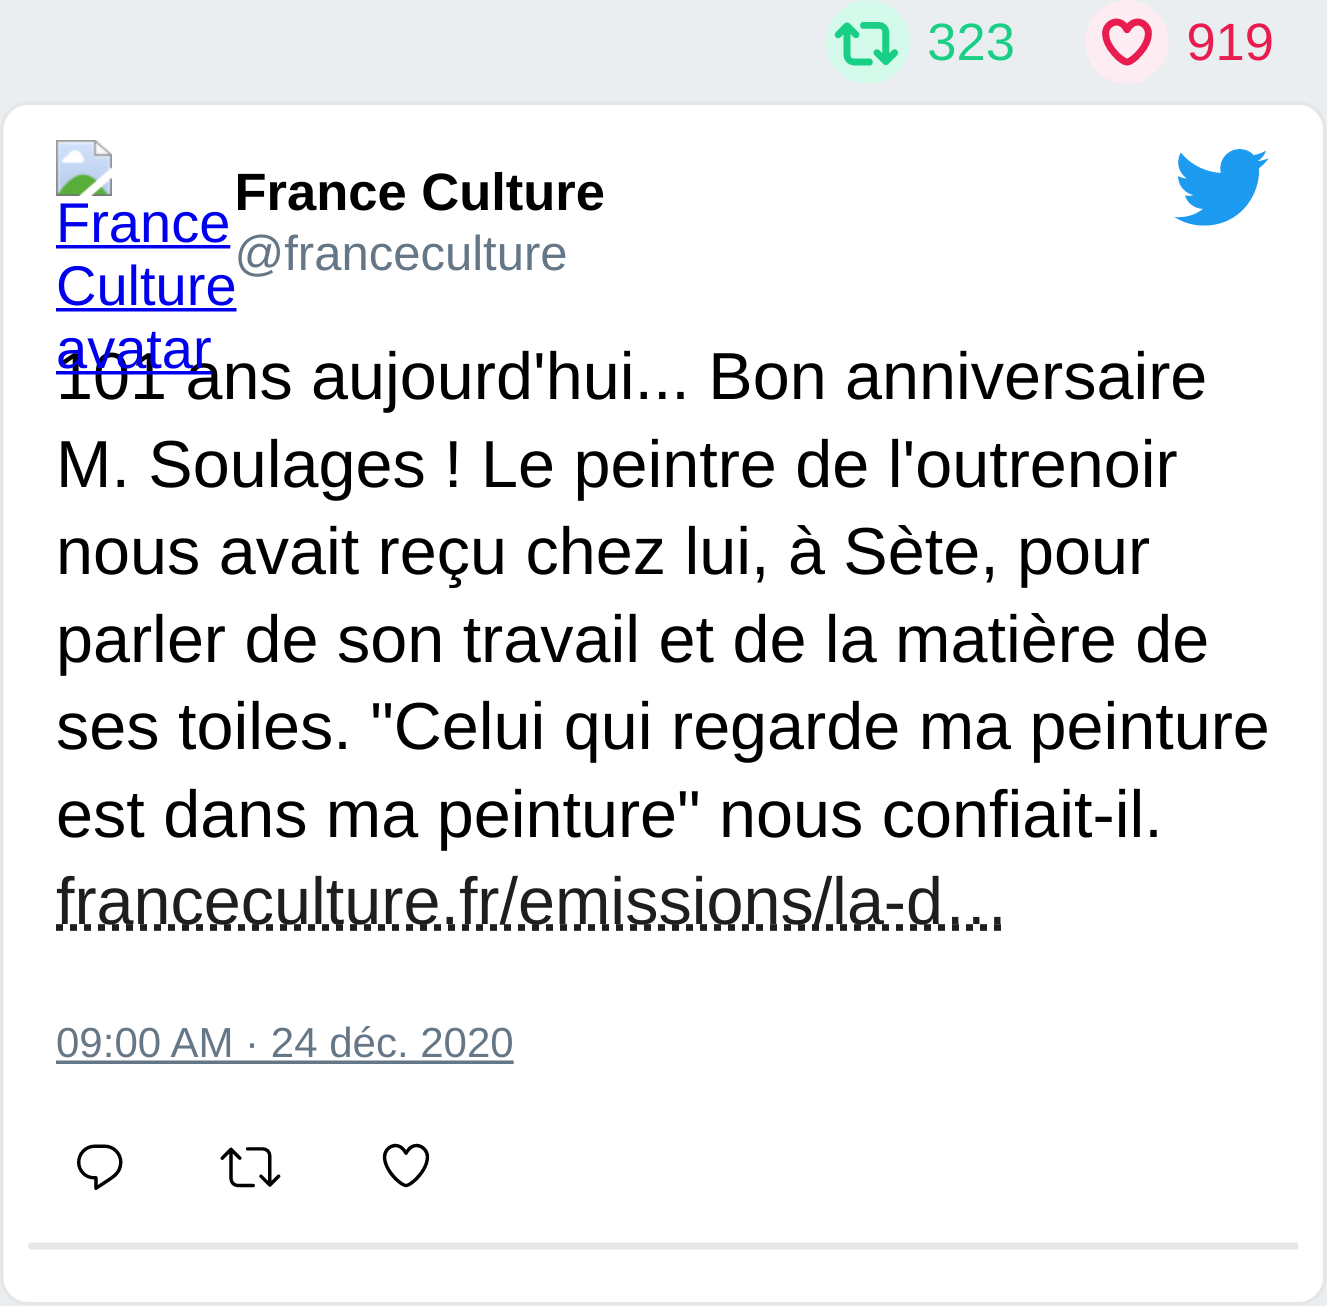 323 919
France Culture avatar
France Culture
@franceculture
101 ans aujourd'hui... Bon anniversaire
M. Soulages ! Le peintre de l'outrenoir
nous avait reçu chez lui, à Sète, pour
parler de son travail et de la matière de
ses toiles. "Celui qui regarde ma peinture
est dans ma peinture" nous confiait-il.
franceculture.fr/emissions/la-d...
09:00 AM · 24 déc. 2020